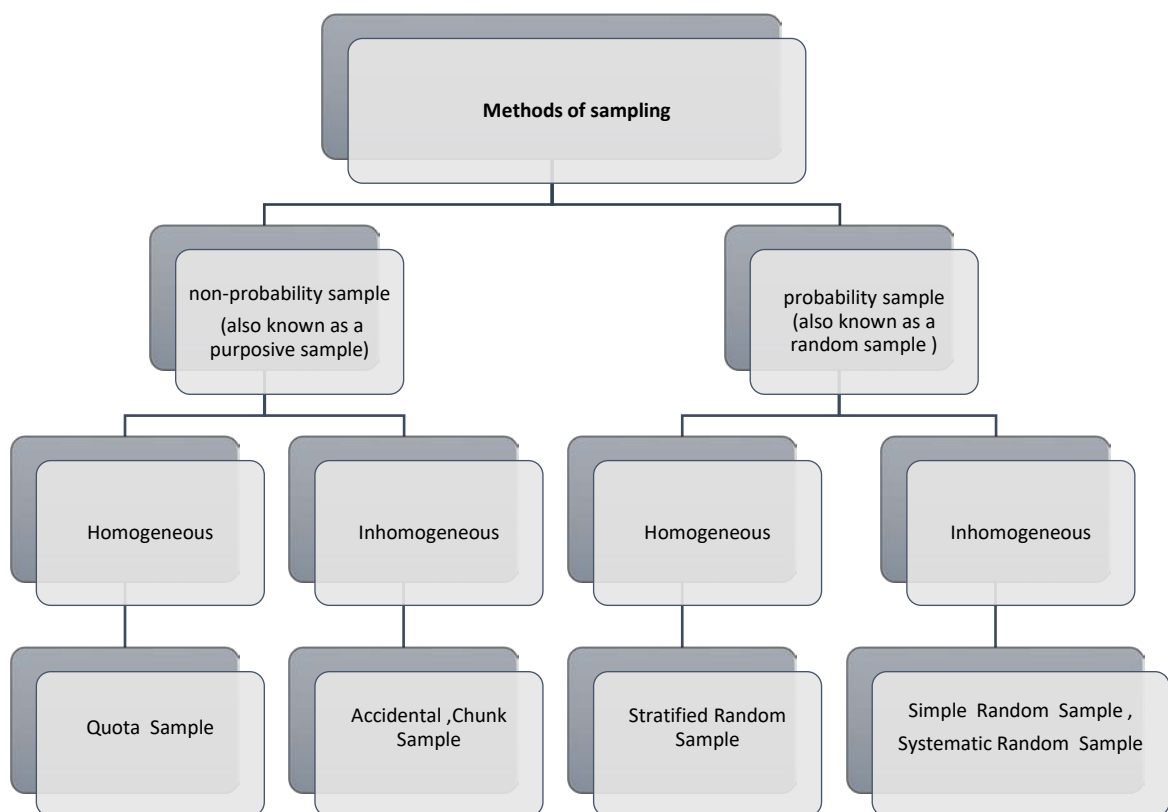 Methods of sampling
non-probability sample
(also known as a
purposive sample)
probability sample
(also known as a
random sample )
Homogeneous
Inhomogeneous
Homogeneous
Inhomogeneous
Quota  Sample
Accidental ,Chunk
Sample
Stratified Random
Sample
Simple  Random  Sample ,
Systematic Random  Sample